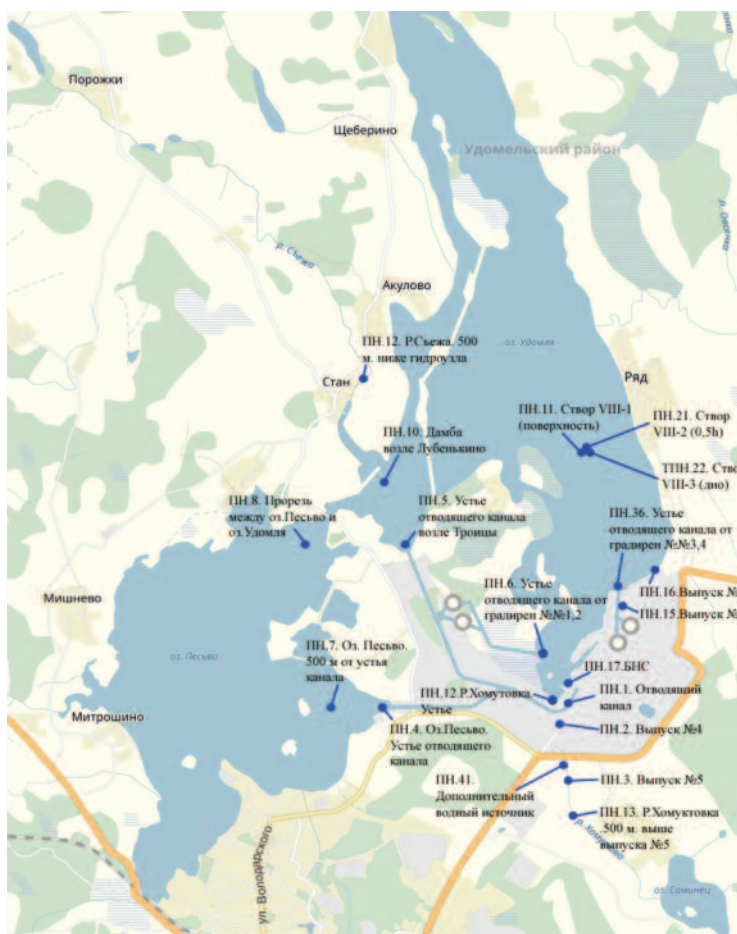 Порожки
Щеберино
Удомельский район
р. Съежа
р. Овсянка
Акулово
оз. Удомля
ПН.12. Р.Съежа. 500
м. ниже гидроузла
Ряд
Стан
ПН.11. Створ VIII-1
(поверхность)
ПН.21. Створ
VIII-2 (0,5h)
ПН.10. Дамба
возле Лубенькино
ТПН.22. Ство
VIII-3 (дно)
ПН.8. Прорезь
между оз.Песьво и
оз.Удомля
ПН.5. Устье
отводящего канала
возле Троицы
ПН.36. Устье
отводящего канала от
градирен №№3,4
ПН.6. Устье
отводящего канала от
градирен №№1,2
ПН.16.Выпуск №
ПН.15.Выпуск №
Мишнево
оз. Песьво
ПН.7. Оз. Песьво.
500 м от устья
канала
ПН.17.БНС
ПН.12.Р.Хомутовка
Устье
ПН.1. Отводящий
канал
Митрошино
ПН.4. Оз.Песьво.
Устье отводящего
канала
ПН.2. Выпуск №4
ПН.41.
Дополнительный
водный источник
ПН.3. Выпуск №5
ПН.13. Р.Хомуктовка
500 м. выше
выпуска №5
ул. Володарского
оз. Саминец